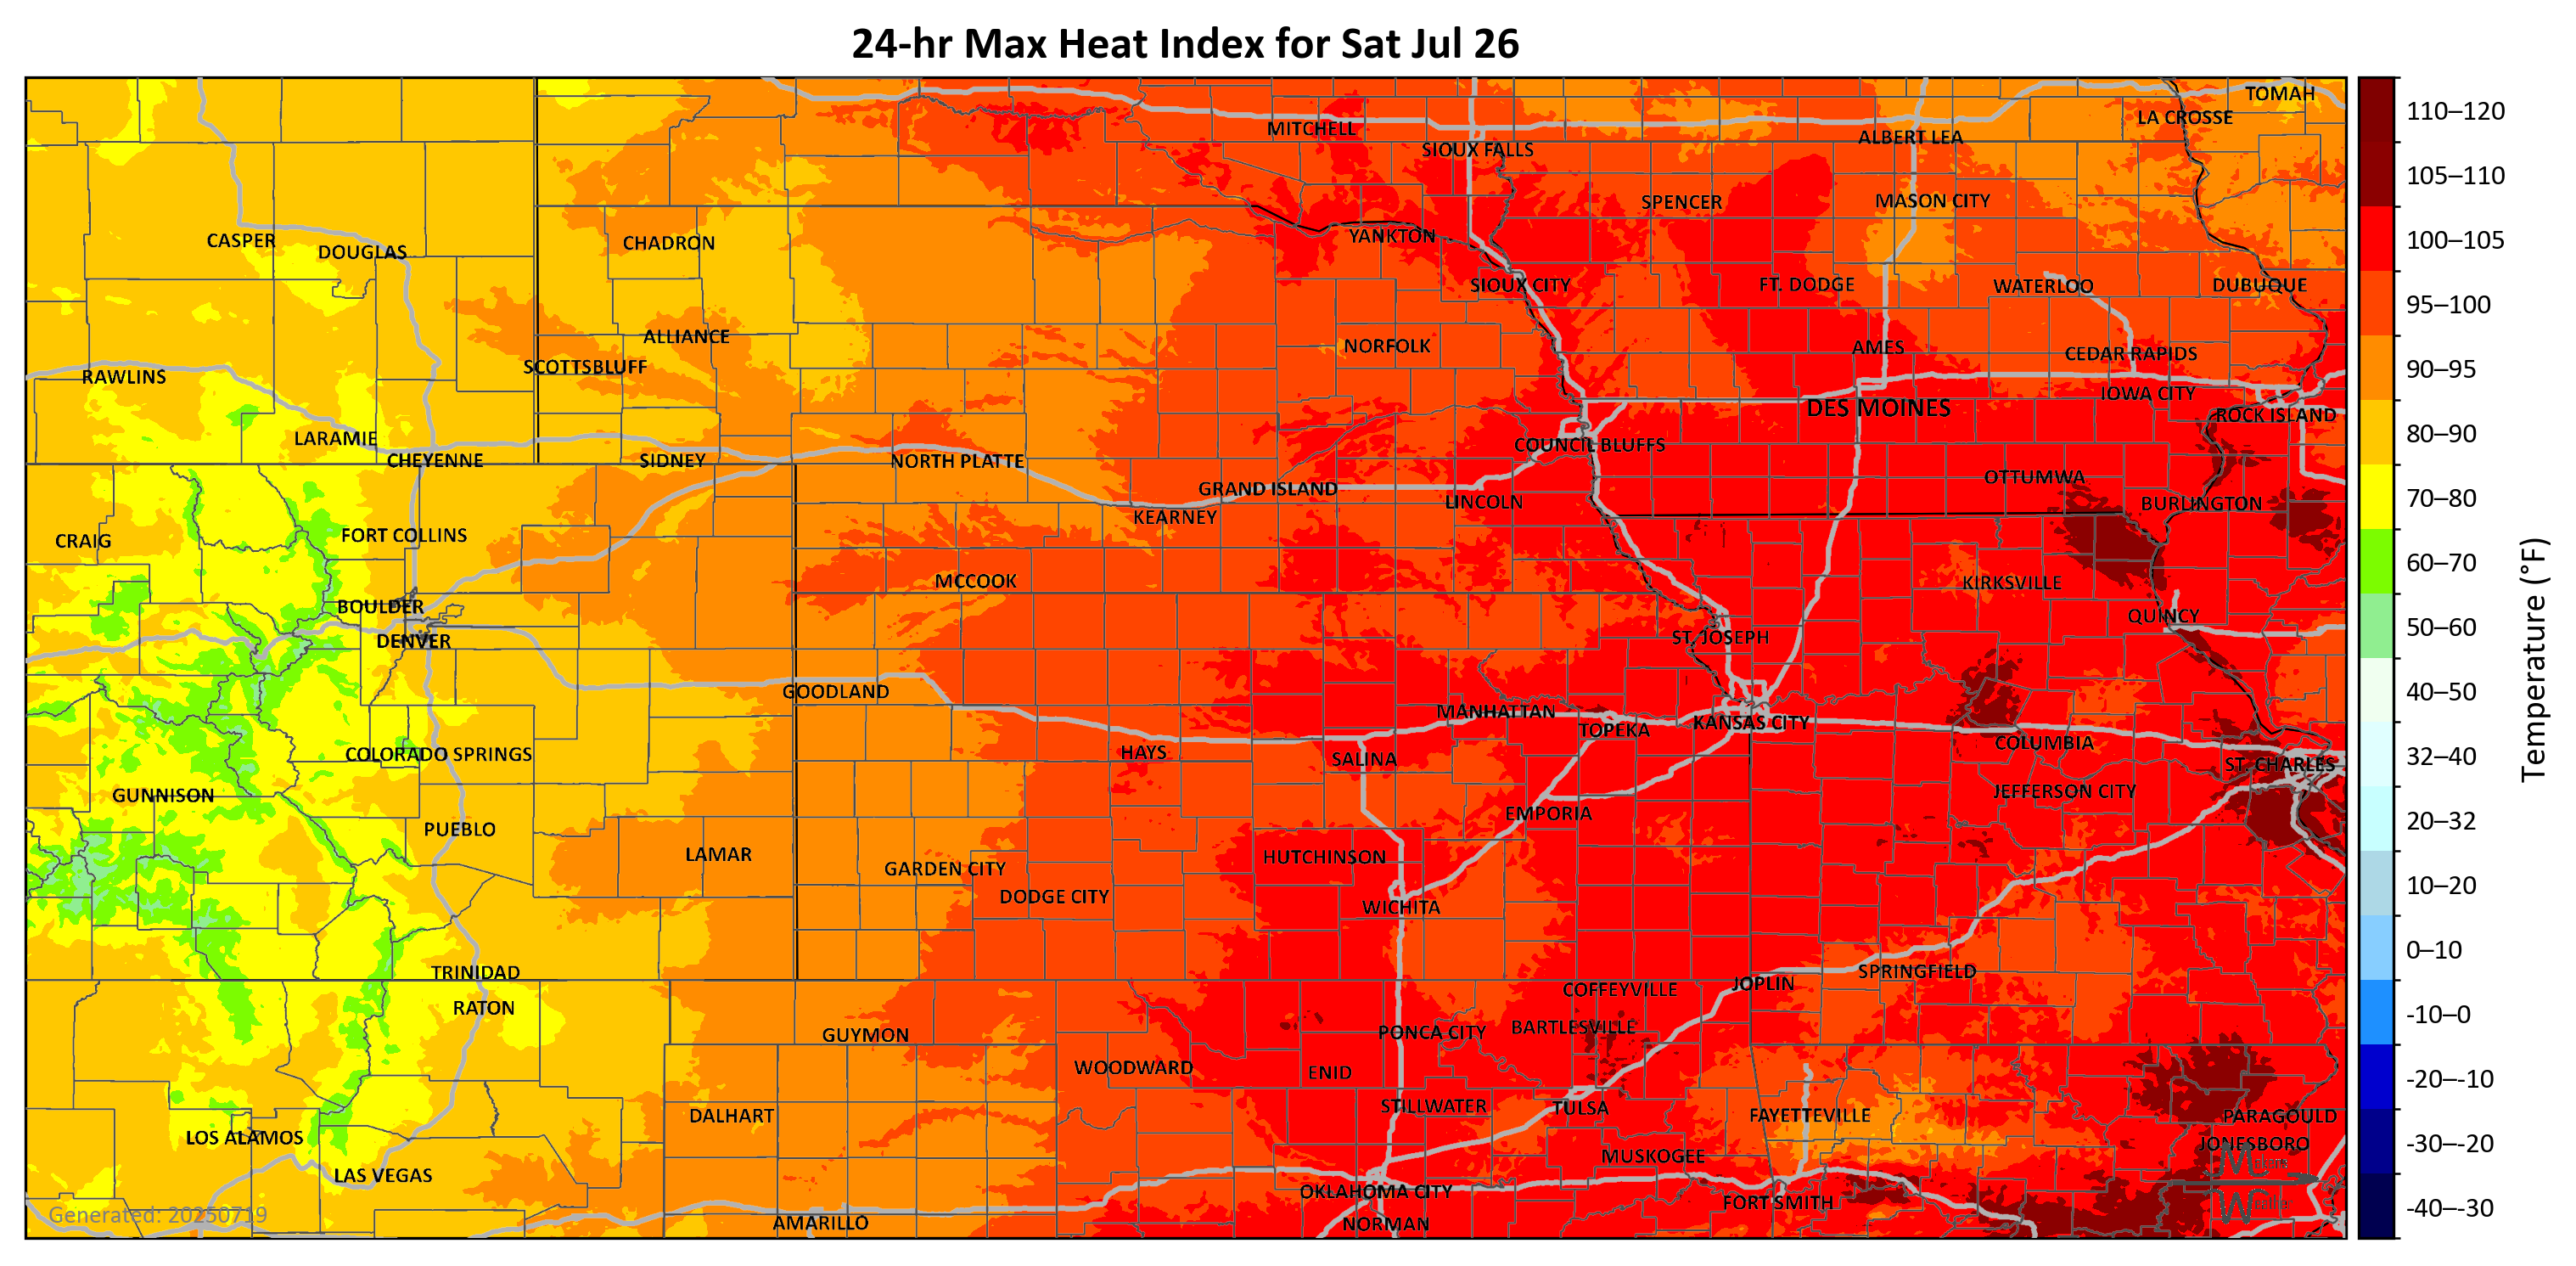 24-hr Max Heat Index for Sat Jul 26
TOMAH
LA CROSSE
MITCHELL
ALBERT LEA
SIOUX FALLS
SPENCER
MASON CITY
CASPER
DOUGLAS
CHADRON
YANKTON
SIOUX CITY
FT. DODGE
WATERLOO
DUBUQUE
ALLIANCE
NORFOLK
AMES
CEDAR RAPIDS
SCOTTSBLUFF
RAWLINS
IOWA CITY
DES MOINES
ROCK ISLAND
LARAMIE
COUNCIL BLUFFS
CHEYENNE
SIDNEY
NORTH PLATTE
OTTUMWA
GRAND ISLAND
LINCOLN
BURLINGTON
KEARNEY
CRAIG
FORT COLLINS
MCCOOK
KIRKSVILLE
BOULDER
QUINCY
DENVER
ST. JOSEPH
GOODLAND
MANHATTAN
TOPEKA
KANSAS CITY
COLUMBIA
COLORADO SPRINGS
HAYS
SALINA
ST. CHARLES
GUNNISON
JEFFERSON CITY
EMPORIA
PUEBLO
LAMAR
HUTCHINSON
GARDEN CITY
DODGE CITY
WICHITA
TRINIDAD
SPRINGFIELD
JOPLIN
COFFEYVILLE
RATON
GUYMON
PONCA CITY
BARTLESVILLE
WOODWARD
ENID
STILLWATER
TULSA
DALHART
FAYETTEVILLE
PARAGOULD
LOS ALAMOS
JONESBORO
MUSKOGEE
LAS VEGAS
OKLAHOMA CITY
FORT SMITH
AMARILLO
NORMAN
Generated: 20250719
110–120
105–110
100–105
95–100
90–95
80–90
70–80
60–70
50–60
40–50
32–40
20–32
10–20
0–10
-10–0
-20–-10
-30–-20
-40–-30
Temperature (°F)